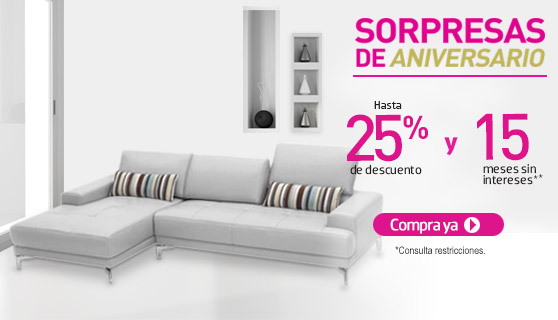 SORPRESAS
DE ANIVERSARIO
Hasta
25% y 15
de descuento
meses sin
intereses**
Compra ya
*Consulta restricciones.